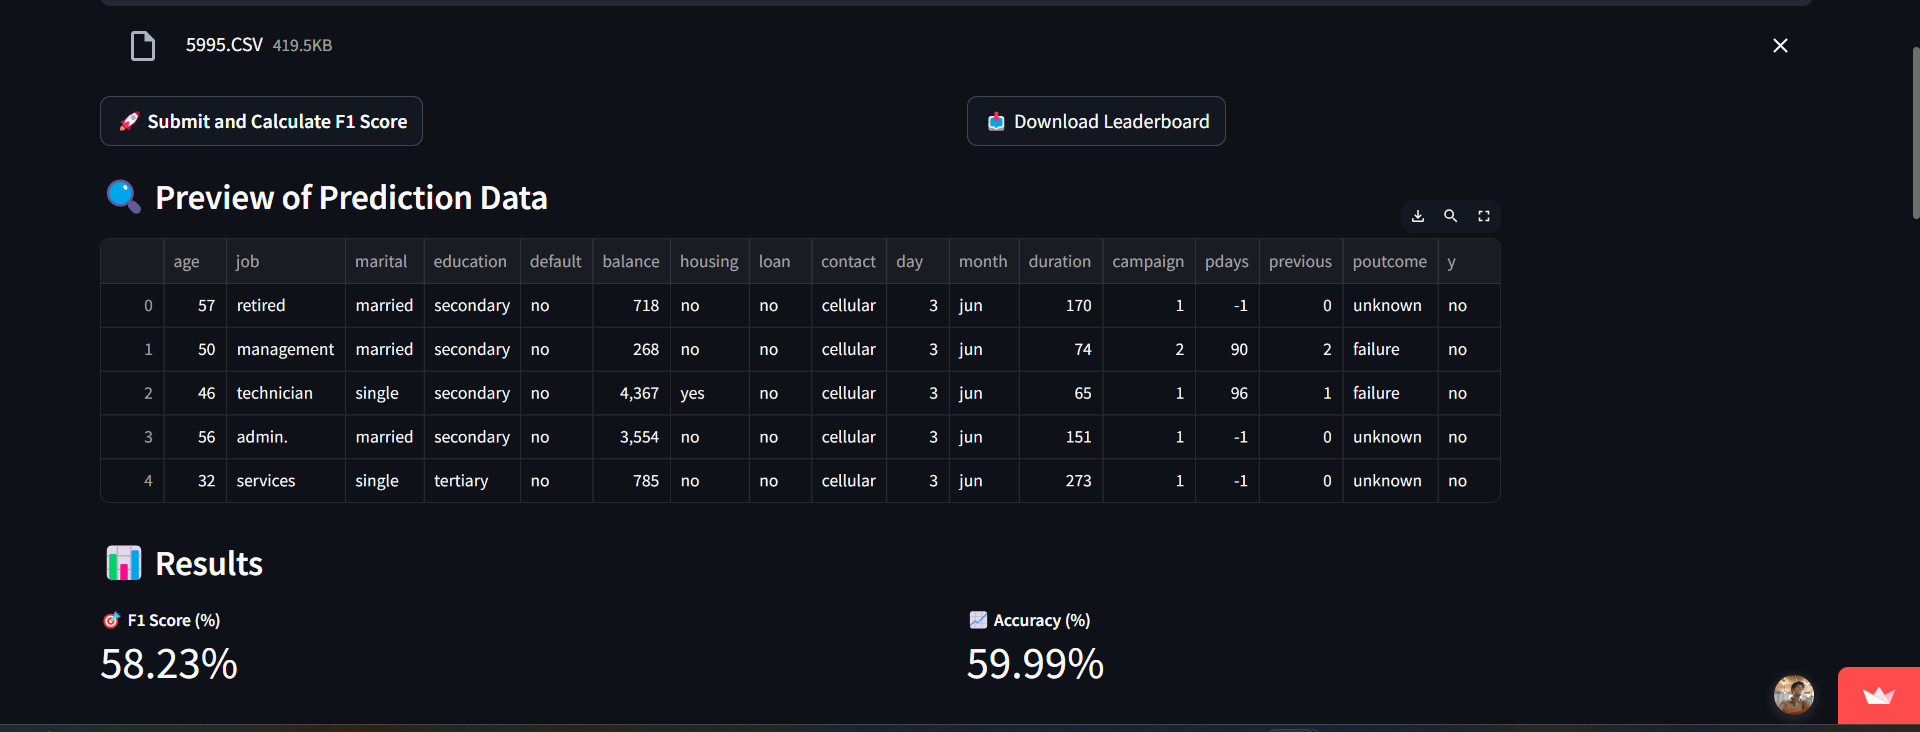 5995.CSV 419.5KB
Submit and Calculate F1 Score
Download Leaderboard
Preview of Prediction Data
age job marital education default balance housing loan contact day month duration campaign pdays previous poutcome y
0 57 retired married secondary no 718 no no cellular 3 jun 170 1 -1 0 unknown no
1 50 management married secondary no 268 no no cellular 3 jun 74 2 90 2 failure no
2 46 technician single secondary no 4,367 yes no cellular 3 jun 65 1 96 1 failure no
3 56 admin. married secondary no 3,554 no no cellular 3 jun 151 1 -1 0 unknown no
4 32 services single tertiary no 785 no no cellular 3 jun 273 1 -1 0 unknown no
Results
F1 Score (%)
58.23%
Accuracy (%)
59.99%